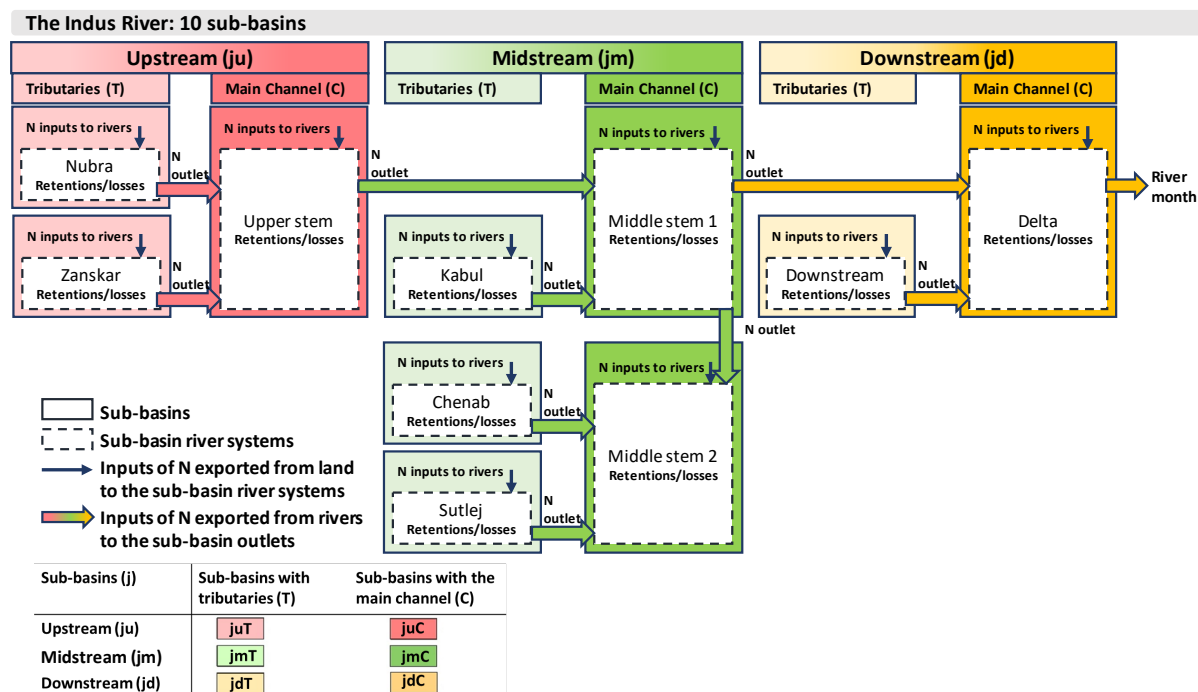 The Indus River: 10 sub-basins
Upstream (ju)
Midstream (jm)
Downstream (jd)
Tributaries (T)
Main Channel (C)
Tributaries (T)
Main Channel (C)
Tributaries (T)
Main Channel (C)
N inputs to rivers
Nubra
Retentions/losses
N
outlet
N inputs to rivers
Zanskar
Retentions/losses
N
outlet
N inputs to rivers
Upper stem
Retentions/losses
N
outlet
N inputs to rivers
Kabul
Retentions/losses
N
outlet
N inputs to rivers
Middle stem 1
Retentions/losses
N
outlet
N outlet
N inputs to rivers
Chenab
Retentions/losses
N
outlet
N inputs to rivers
Sutlej
Retentions/losses
N
outlet
N inputs to rivers
Middle stem 2
Retentions/losses
N inputs to rivers
Downstream
Retentions/losses
N
outlet
N inputs to rivers
Delta
Retentions/losses
River
month
Sub-basins
Sub-basin river systems
Inputs of N exported from land
to the sub-basin river systems
Inputs of N exported from rivers
to the sub-basin outlets
Sub-basins (j)
Sub-basins with
tributaries (T)
Sub-basins with the
main channel (C)
Upstream (ju)
juT
juC
Midstream (jm)
jmT
jmC
Downstream (jd)
jdT
jdC